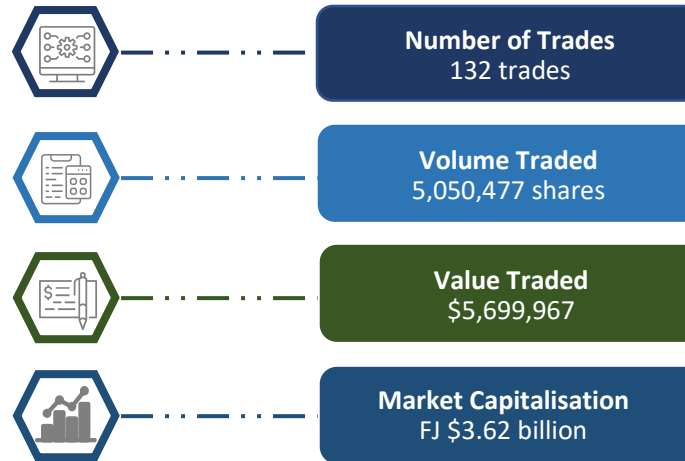 Number of Trades
132 trades
Volume Traded
5,050,477 shares
$
Value Traded
$5,699,967
Market Capitalisation
FJ $3.62 billion